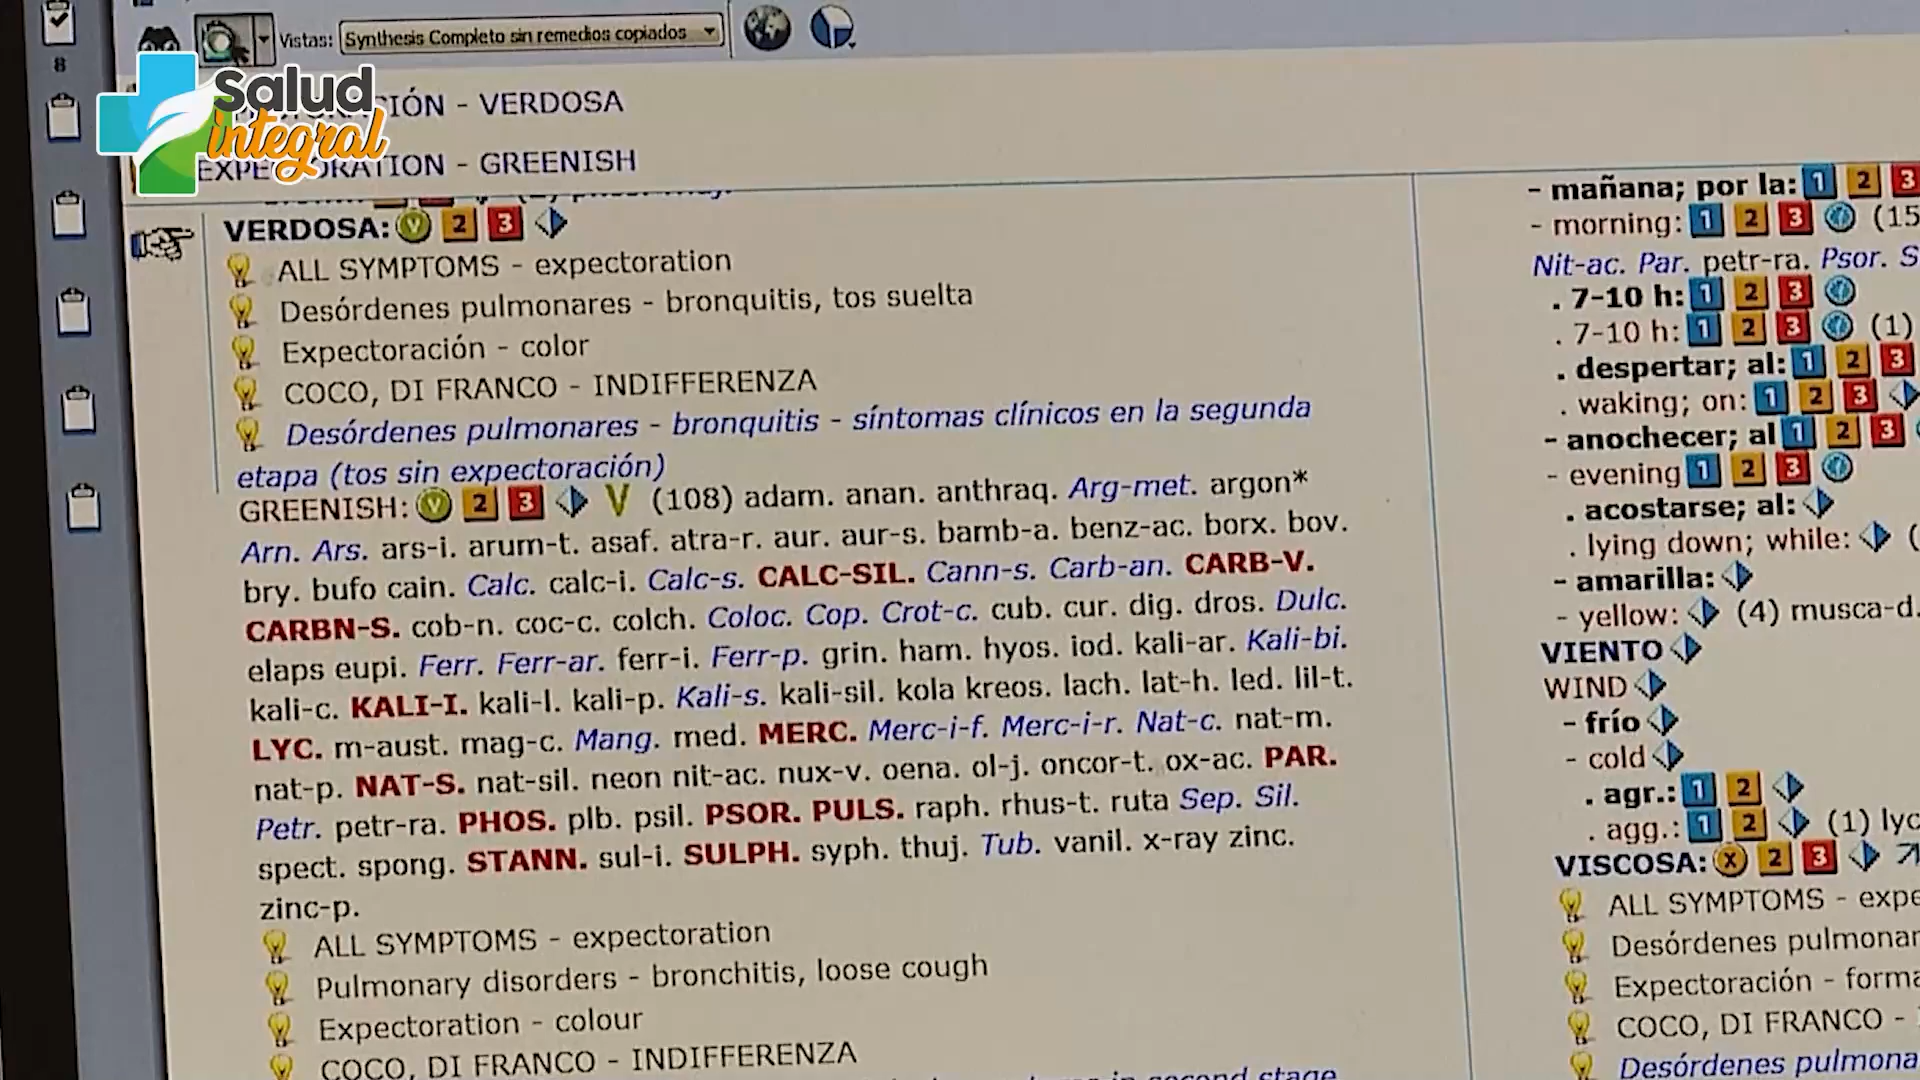 8
Vistas: Synthesis Completo sin remedios copiados
Salud
integral
IÓN - VERDOSA
EXPECTORATION - GREENISH
VERDOSA: V 2 3
ALL SYMPTOMS - expectoration
Desórdenes pulmonares - bronquitis, tos suelta
Expectoración - color
COCO, DI FRANCO - INDIFFERENZA
Desórdenes pulmonares - bronquitis - síntomas clínicos en la segunda
etapa (tos sin expectoración)
GREENISH: V 2 3 V (108) adam. anan. anthraq. Arg-met. argon*
Arn. Ars. ars-i. arum-t. asaf. atra-r. aur. aur-s. bamb-a. benz-ac. borx. bov.
bry. bufo cain. Calc. calc-i. Calc-s. CALC-SIL. Cann-s. Carb-an. CARB-V.
CARBN-S. cob-n. coc-c. colch. Coloc. Cop. Crot-c. cub. cur. dig. dros. Dulc.
elaps eupi. Ferr. Ferr-ar. ferr-i. Ferr-p. grin. ham. hyos. iod. kali-ar. Kali-bi.
kali-c. KALI-I. kali-l. kali-p. Kali-s. kali-sil. kola kreos. lach. lat-h. led. lil-t.
LYC. m-aust. mag-c. Mang. med. MERC. Merc-i-f. Merc-i-r. Nat-c. nat-m.
nat-p. NAT-S. nat-sil. neon nit-ac. nux-v. oena. ol-j. oncor-t. ox-ac. PAR.
Petr. petr-ra. PHOS. plb. psil. PSOR. PULS. raph. rhus-t. ruta Sep. Sil.
spect. spong. STANN. sul-i. SULPH. syph. thuj. Tub. vanil. x-ray zinc.
zinc-p.
ALL SYMPTOMS - expectoration
Pulmonary disorders - bronchitis, loose cough
Expectoration - colour
COCO, DI FRANCO - INDIFFERENZA
in second stage
- mañana; por la: 1 2 3
- morning: 1 2 3 (15
Nit-ac. Par. petr-ra. Psor. S
. 7-10 h: 1 2 3
. 7-10 h: 1 2 3 (1)
. despertar; al: 1 2 3
. waking; on: 1 2 3
- anochecer; al 1 2 3
- evening 1 2 3
. acostarse; al:
. lying down; while: (
- amarilla:
- yellow: (4) musca-d.
VIENTO
WIND
- frío
- cold
. agr.: 1 2
. agg.: 1 2 (1) lyc
VISCOSA: X 2 3
ALL SYMPTOMS - expe
Desórdenes pulmonar
Expectoración - forma
COCO, DI FRANCO -
Desórdenes pulmona